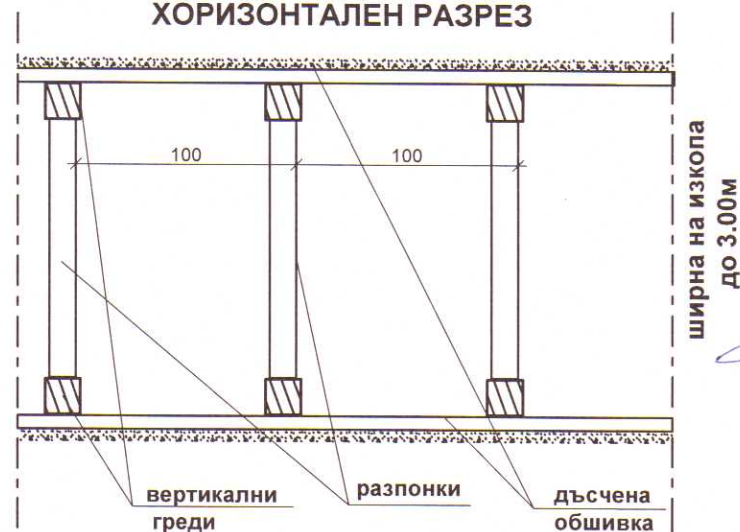 ХОРИЗОНТАЛЕН РАЗРЕЗ
100
100
ширна на изкопа
до 3.00м
вертикални
греди
разпонки
дъсчена
обшивка